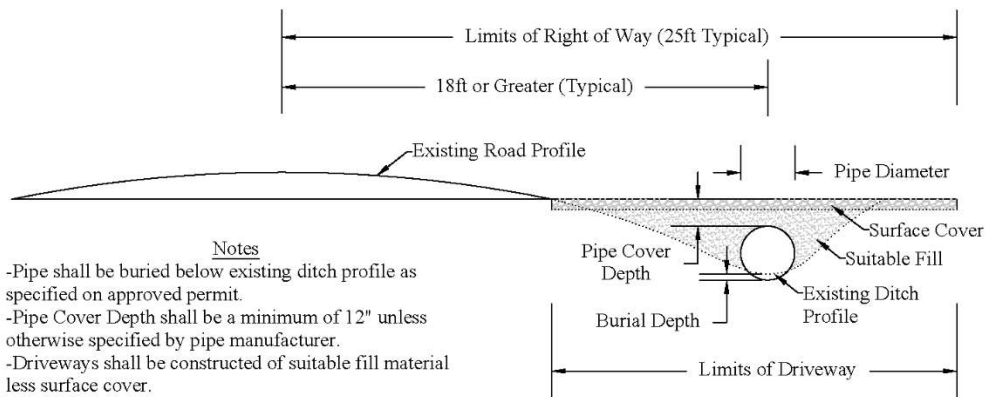 Limits of Right of Way (25ft Typical)
18ft or Greater (Typical)
Existing Road Profile
Pipe Diameter
Surface Cover
Suitable Fill
Pipe Cover
Depth
Existing Ditch
Profile
Burial Depth
Limits of Driveway
Notes
-Pipe shall be buried below existing ditch profile as
specified on approved permit.
-Pipe Cover Depth shall be a minimum of 12" unless
otherwise specified by pipe manufacturer.
-Driveways shall be constructed of suitable fill material
less surface cover.